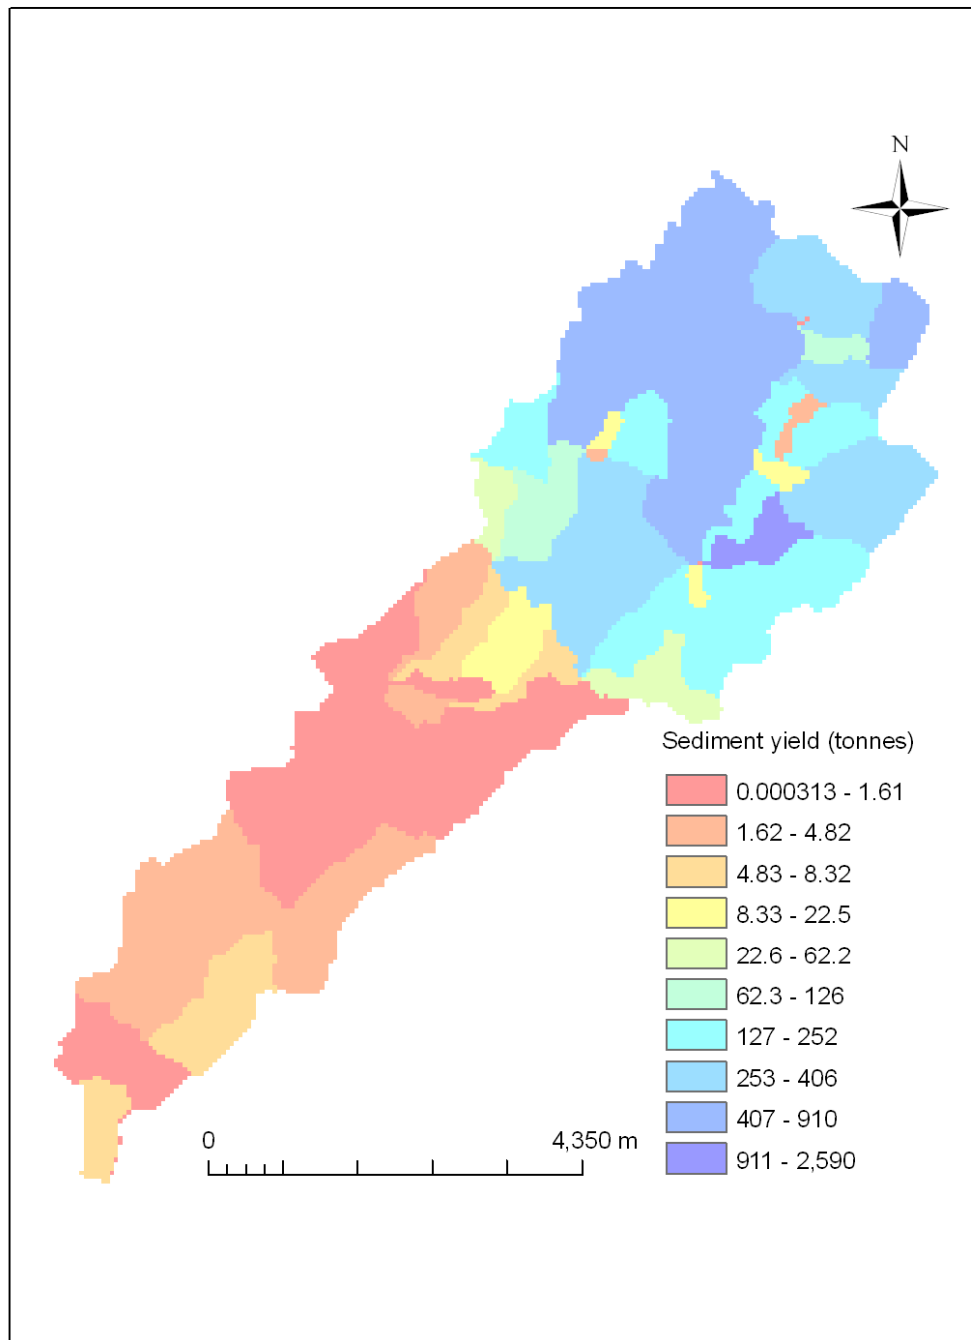 N
Sediment yield (tonnes)
0.000313 - 1.61
1.62 - 4.82
4.83 - 8.32
8.33 - 22.5
22.6 - 62.2
62.3 - 126
127 - 252
253 - 406
407 - 910
911 - 2,590
0 4,350 m